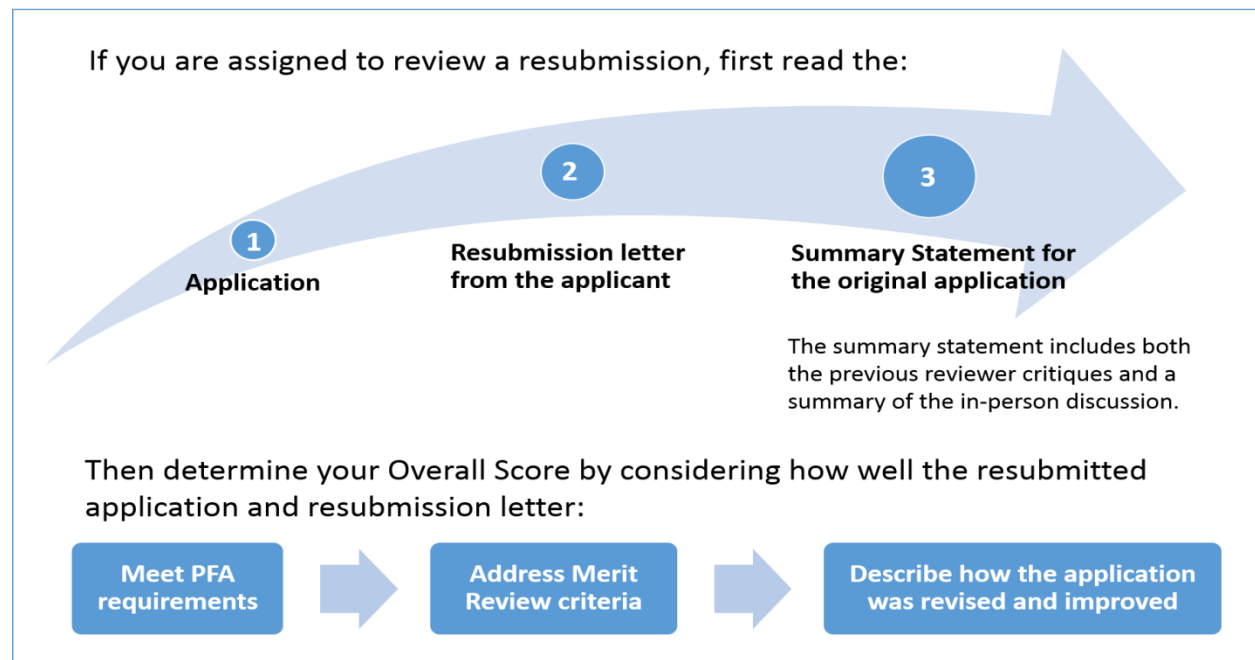 If you are assigned to review a resubmission, first read the:
1
Application
2
Resubmission letter
from the applicant
3
Summary Statement for
the original application
The summary statement includes both
the previous reviewer critiques and a
summary of the in-person discussion.
Then determine your Overall Score by considering how well the resubmitted
application and resubmission letter:
Meet PFA
requirements
Address Merit
Review criteria
Describe how the application
was revised and improved